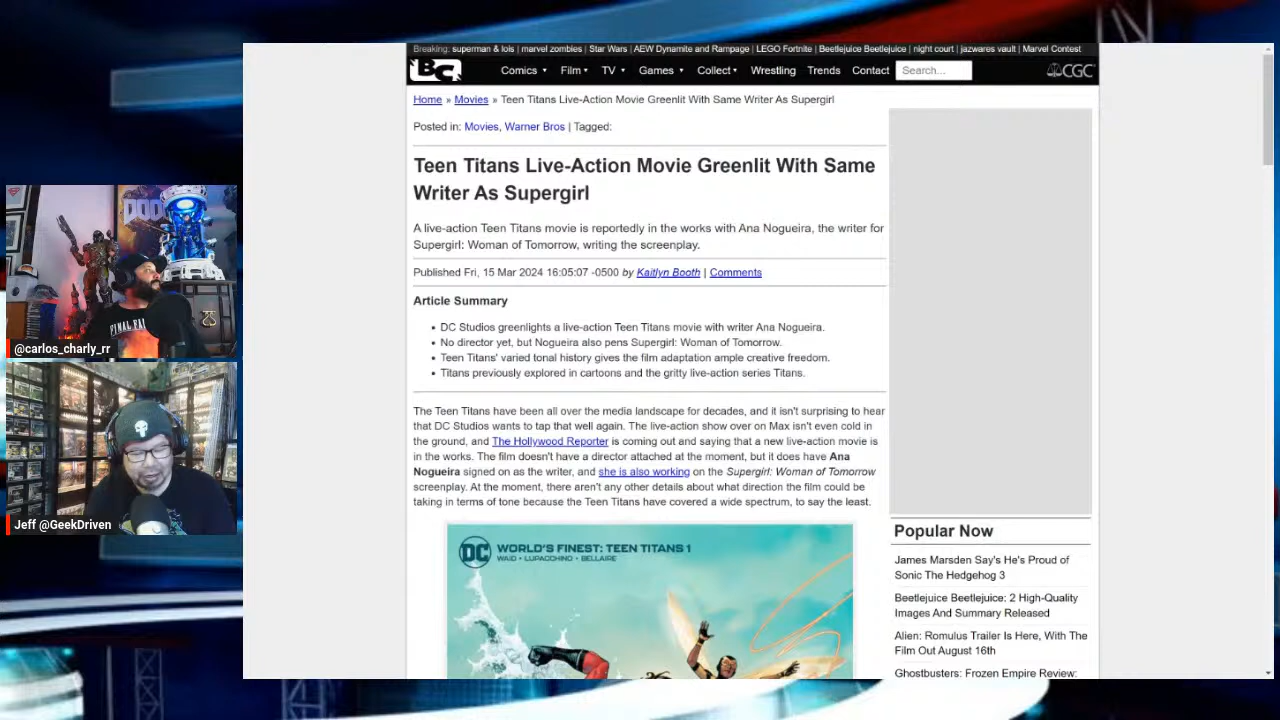 Breaking: superman & lois | marvel zombies | Star Wars | AEW Dynamite and Rampage | LEGO Fortnite | Beetlejuice Beetlejuice | night court | jazwares vault | Marvel Contest
BC
Comics
Film
TV
Games
Collect
Wrestling
Trends
Contact
Search...
CGC
Home » Movies » Teen Titans Live-Action Movie Greenlit With Same Writer As Supergirl
Posted in: Movies, Warner Bros | Tagged:
Teen Titans Live-Action Movie Greenlit With Same
Writer As Supergirl
A live-action Teen Titans movie is reportedly in the works with Ana Nogueira, the writer for
Supergirl: Woman of Tomorrow, writing the screenplay.
Published Fri, 15 Mar 2024 16:05:07 -0500 by Kaitlyn Booth | Comments
Article Summary
• DC Studios greenlights a live-action Teen Titans movie with writer Ana Nogueira.
• No director yet, but Nogueira also pens Supergirl: Woman of Tomorrow.
• Teen Titans' varied tonal history gives the film adaptation ample creative freedom.
• Titans previously explored in cartoons and the gritty live-action series Titans.
The Teen Titans have been all over the media landscape for decades, and it isn't surprising to hear
that DC Studios wants to tap that well again. The live-action show over on Max isn't even cold in
the ground, and The Hollywood Reporter is coming out and saying that a new live-action movie is
in the works. The film doesn't have a director attached at the moment, but it does have Ana
Nogueira signed on as the writer, and she is also working on the Supergirl: Woman of Tomorrow
screenplay. At the moment, there aren't any other details about what direction the film could be
taking in terms of tone because the Teen Titans have covered a wide spectrum, to say the least.
DC
WORLD'S FINEST: TEEN TITANS 1
WAID • LUPACCHINO • BELLAIRE
Popular Now
James Marsden Say's He's Proud of
Sonic The Hedgehog 3
Beetlejuice Beetlejuice: 2 High-Quality
Images And Summary Released
Alien: Romulus Trailer Is Here, With The
Film Out August 16th
Ghostbusters: Frozen Empire Review:
DOO
FINAL FA
@carlos_charly_rr
Jeff @GeekDriven